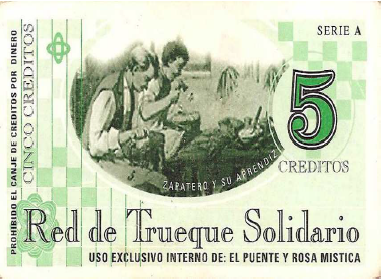 SERIE A
PROHIBIDO EL CANJE DE CREDITOS POR DINERO
CINCO CREDITOS
5
CREDITOS
ZAPATERO Y SU APRENDIZ
Red de Trueque Solidario
USO EXCLUSIVO INTERNO DE: EL PUENTE Y ROSA MISTICA